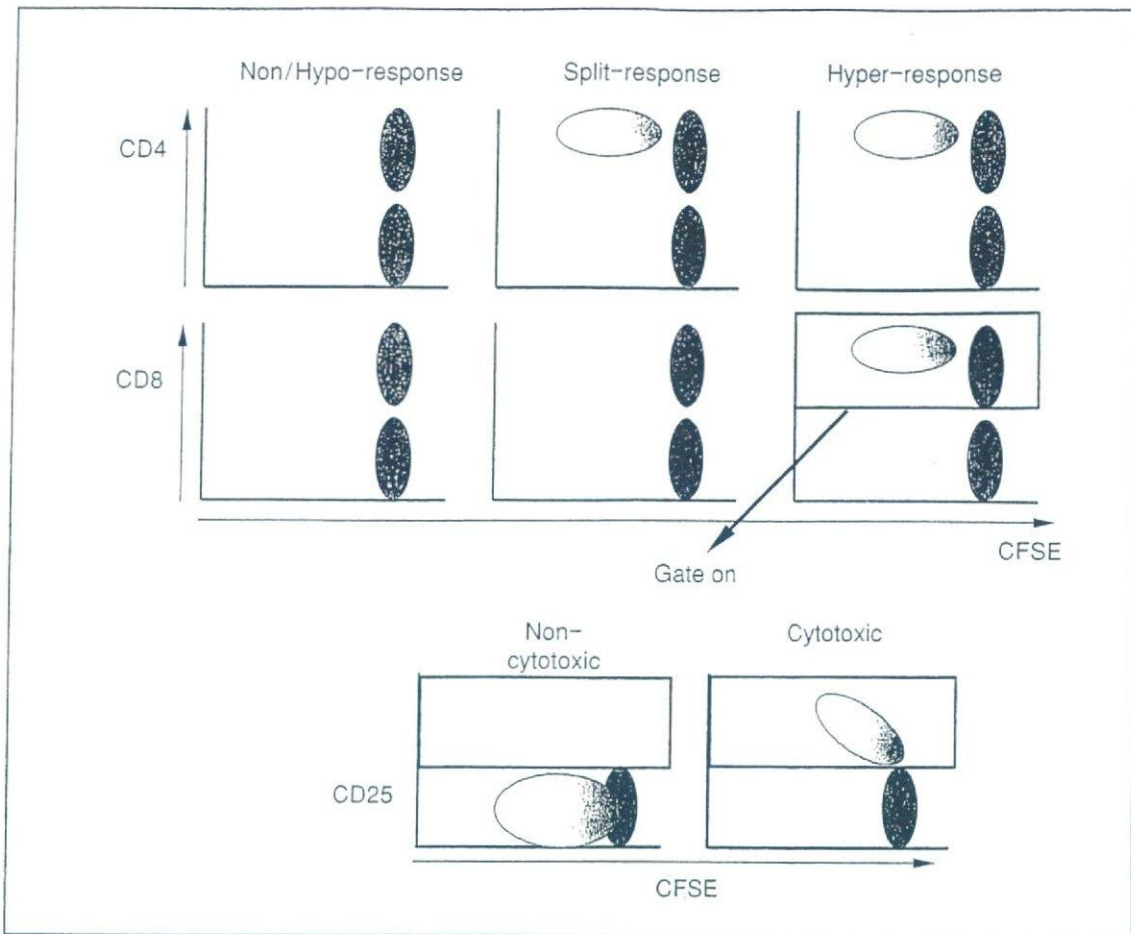 Non/Hypo-response
Split-response
Hyper-response
CD4
CD8
CFSE
Gate on
Non-
cytotoxic
Cytotoxic
CD25
CFSE